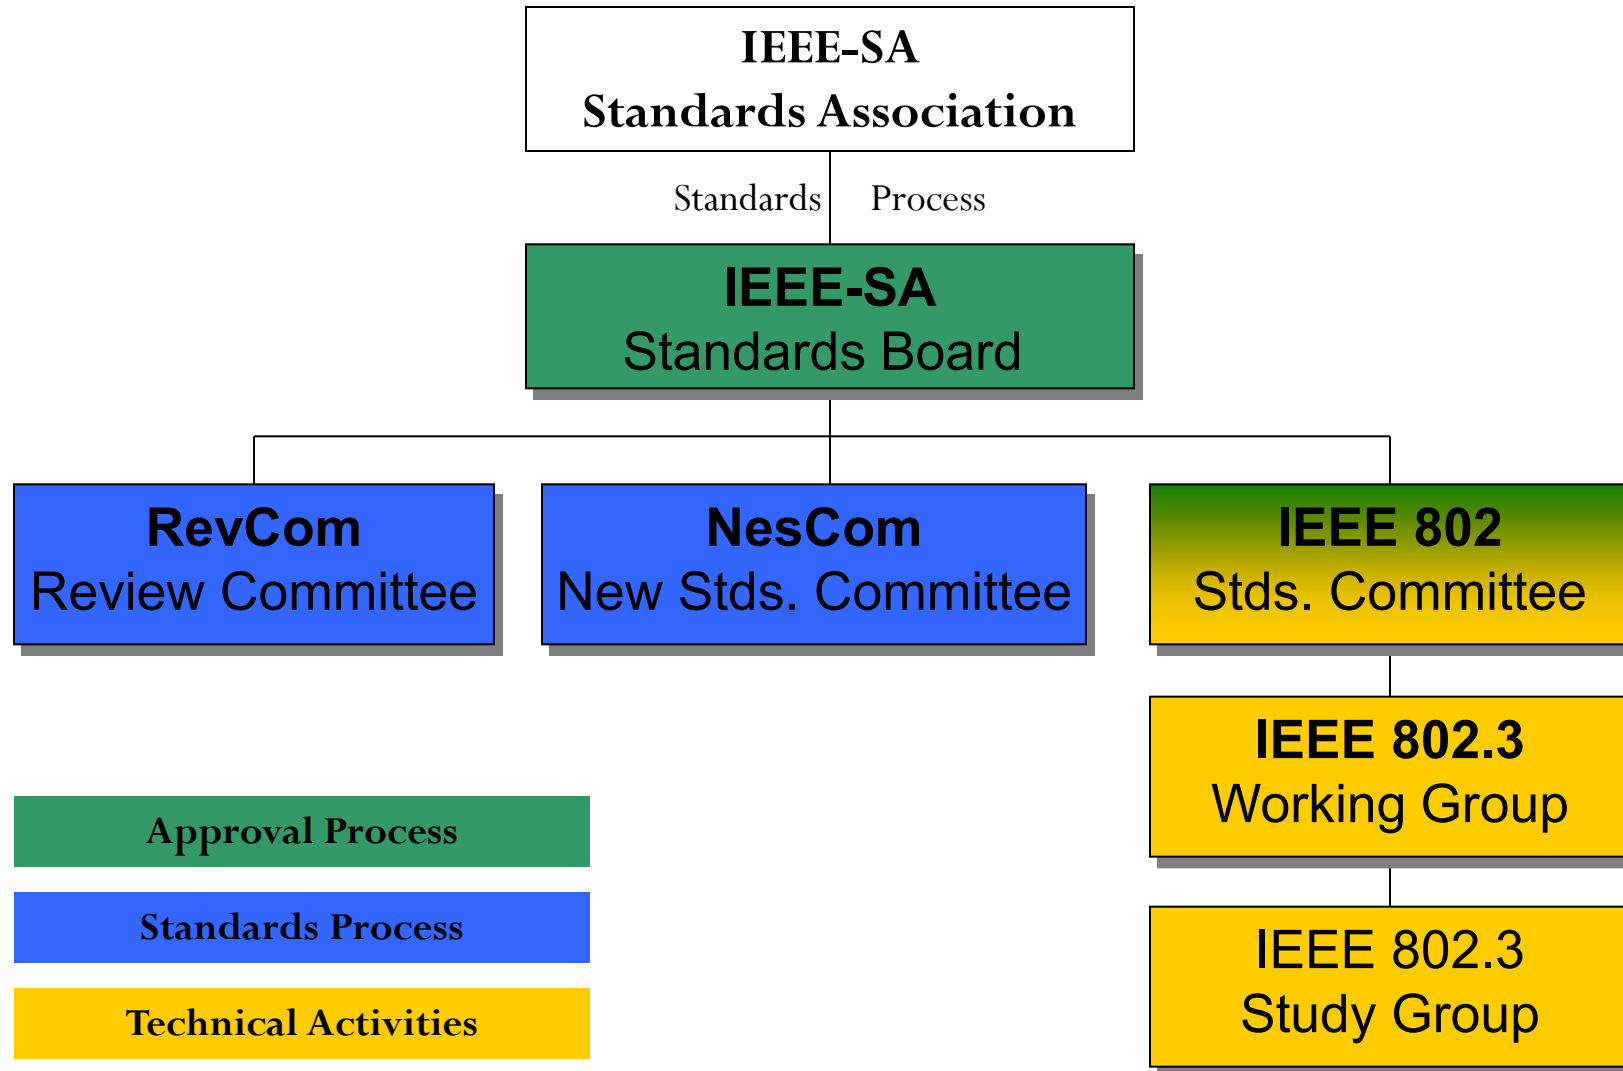 IEEE-SA
Standards Association
Standards Process
IEEE-SA
Standards Board
RevCom
Review Committee
NesCom
New Stds. Committee
IEEE 802
Stds. Committee
IEEE 802.3
Working Group
IEEE 802.3
Study Group
Approval Process
Standards Process
Technical Activities